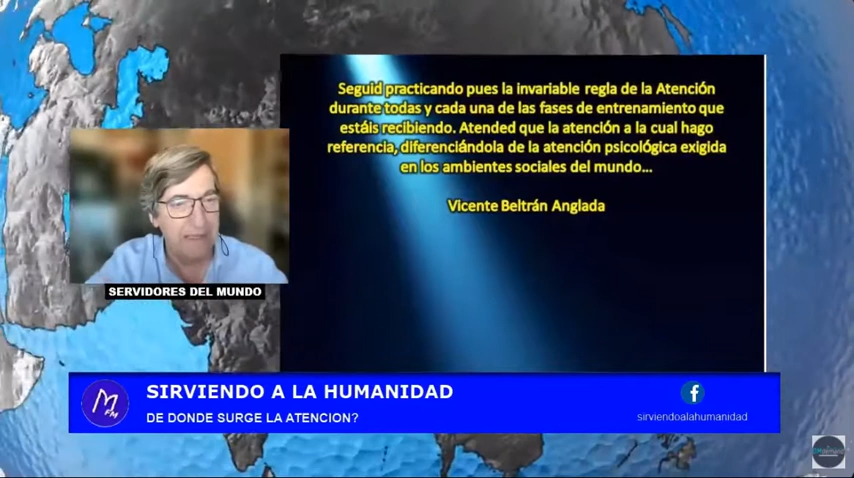 Seguid practicando pues la invariable regla de la Atención
durante todas y cada una de las fases de entrenamiento que
estáis recibiendo. Atended que la atención a la cual hago
referencia, diferenciándola de la atención psicológica exigida
en los ambientes sociales del mundo...
Vicente Beltrán Anglada
SERVIDORES DEL MUNDO
SIRVIENDO A LA HUMANIDAD
DE DONDE SURGE LA ATENCION?
sirviendoalahumanidad